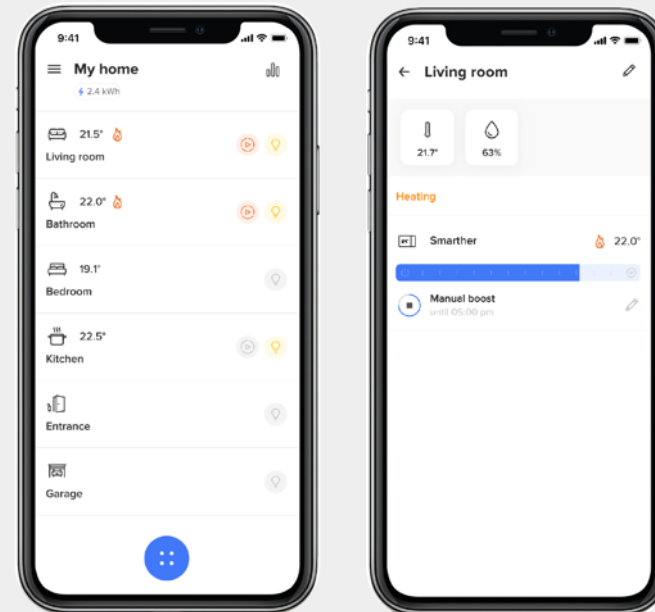 9:41
My home
2.4 kWh
21.5°
Living room
22.0°
Bathroom
19.1°
Bedroom
22.5°
Kitchen
Entrance
Garage
9:41
Living room
21.7°
63%
Heating
Smarther
22.0°
Manual boost
until 05:00 pm